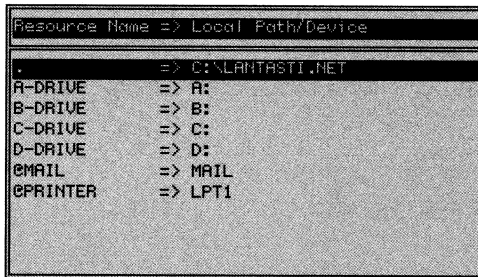 Resource Name => Local Path/Device
. => C:\LANTASTI.NET
A-DRIVE => A:
B-DRIVE => B:
C-DRIVE => C:
D-DRIVE => D:
@MAIL => MAIL
@PRINTER => LPT1